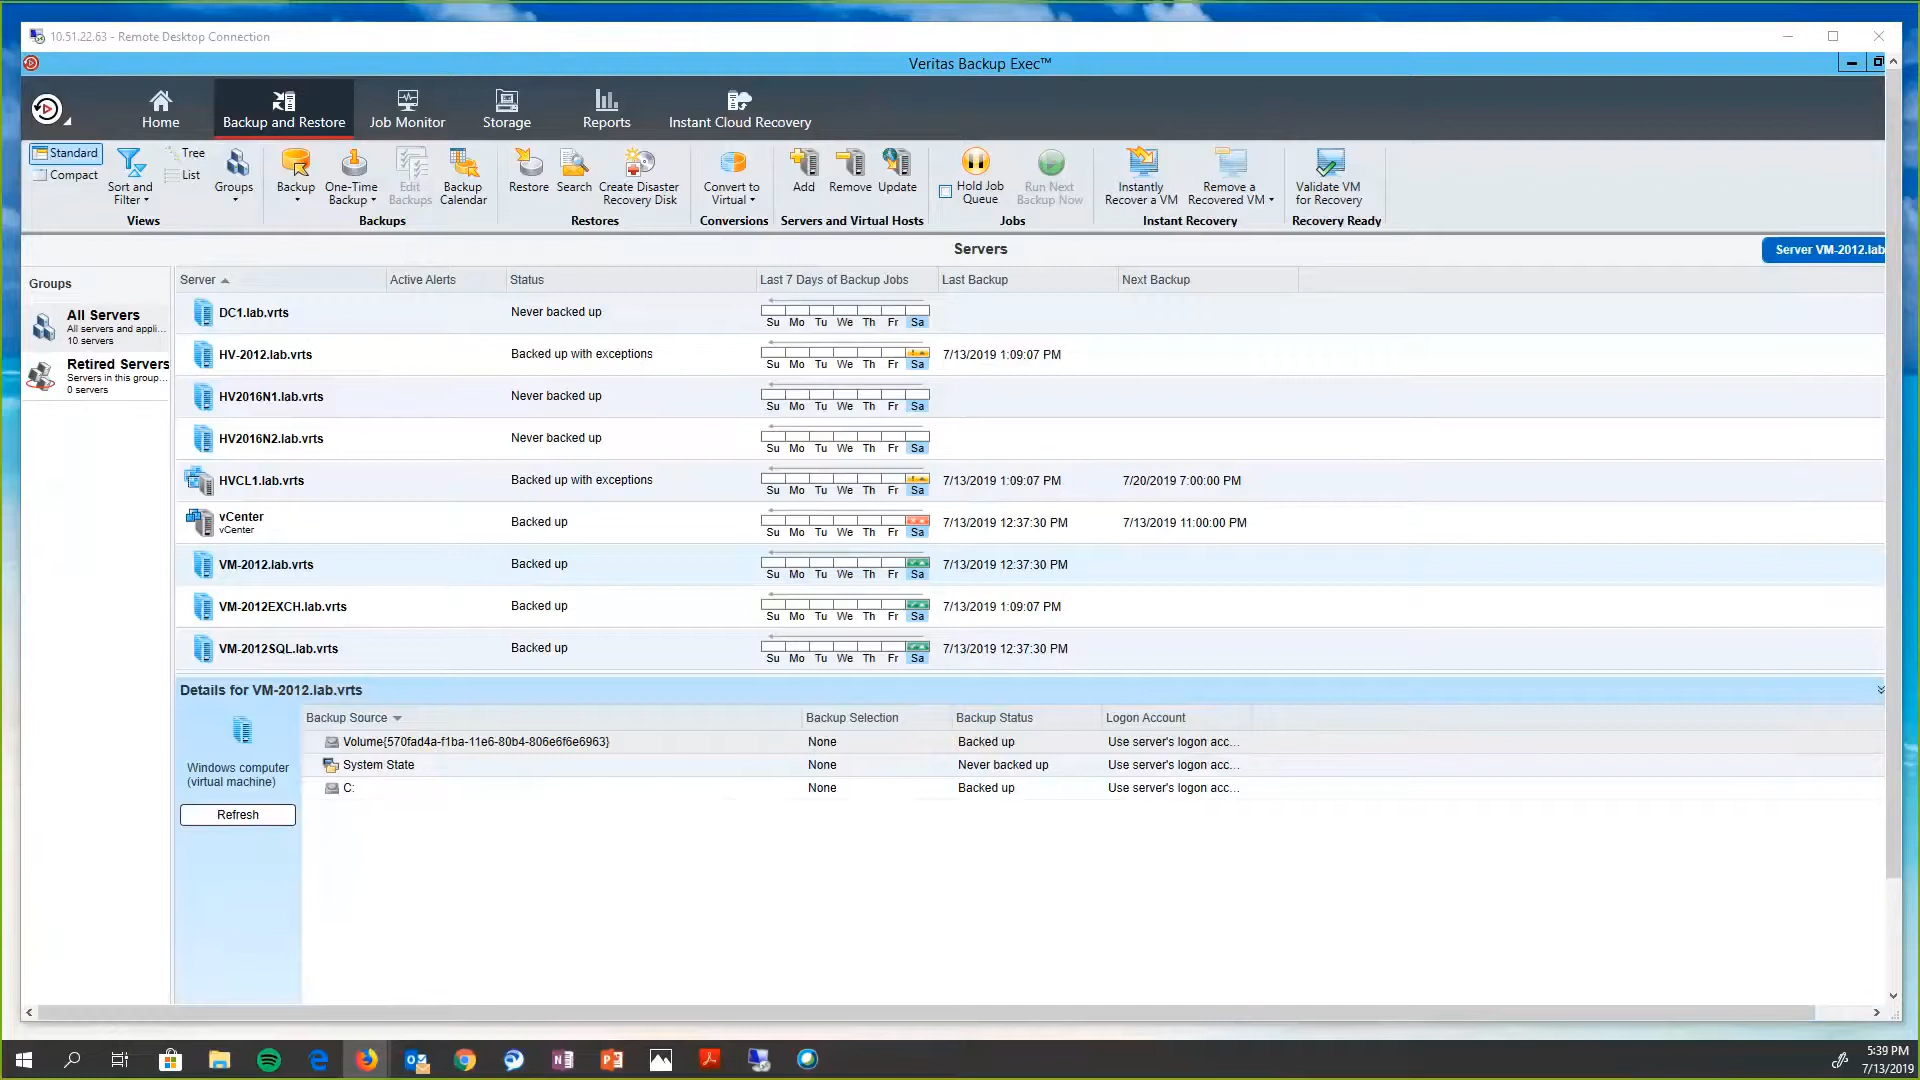 10.51.22.63 - Remote Desktop Connection
Veritas Backup Exec™
Home
Backup and Restore
Job Monitor
Storage
Reports
Instant Cloud Recovery
Standard
Compact
Sort and
Filter
Tree
List
Groups
Views
Backup
One-Time
Backup
Edit
Backups
Backup
Calendar
Backups
Restore
Search
Create Disaster
Recovery Disk
Restores
Convert to
Virtual
Conversions
Add
Remove
Update
Servers and Virtual Hosts
Hold Job
Queue
Run Next
Backup Now
Jobs
Instantly
Recover a VM
Remove a
Recovered VM
Instant Recovery
Validate VM
for Recovery
Recovery Ready
Servers
Server VM-2012.lab
Groups
All Servers
All servers and appli...
10 servers
Retired Servers
Servers in this group...
0 servers
Server Active Alerts Status Last 7 Days of Backup Jobs Last Backup Next Backup
DC1.lab.vrts Never backed up
Su Mo Tu We Th Fr Sa
HV-2012.lab.vrts Backed up with exceptions 7/13/2019 1:09:07 PM
Su Mo Tu We Th Fr Sa
HV2016N1.lab.vrts Never backed up
Su Mo Tu We Th Fr Sa
HV2016N2.lab.vrts Never backed up
Su Mo Tu We Th Fr Sa
HVCL1.lab.vrts Backed up with exceptions 7/13/2019 1:09:07 PM 7/20/2019 7:00:00 PM
Su Mo Tu We Th Fr Sa
vCenter
vCenter
Backed up 7/13/2019 12:37:30 PM 7/13/2019 11:00:00 PM
Su Mo Tu We Th Fr Sa
VM-2012.lab.vrts Backed up 7/13/2019 12:37:30 PM
Su Mo Tu We Th Fr Sa
VM-2012EXCH.lab.vrts Backed up 7/13/2019 1:09:07 PM
Su Mo Tu We Th Fr Sa
VM-2012SQL.lab.vrts Backed up 7/13/2019 12:37:30 PM
Su Mo Tu We Th Fr Sa
Details for VM-2012.lab.vrts
Windows computer
(virtual machine)
Refresh
Backup Source Backup Selection Backup Status Logon Account
Volume{570fad4a-f1ba-11e6-80b4-806e6f6e6963} None Backed up Use server's logon acc...
System State None Never backed up Use server's logon acc...
C: None Backed up Use server's logon acc...
5:39 PM
7/13/2019